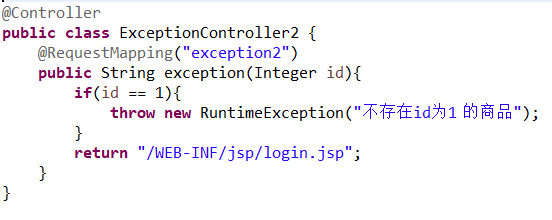 @Controller
public class ExceptionController2 {
    @RequestMapping("exception2")
    public String exception(Integer id){
        if(id == 1){
            throw new RuntimeException("不存在id为1 的商品");
        }
        return "/WEB-INF/jsp/login.jsp";
    }
}